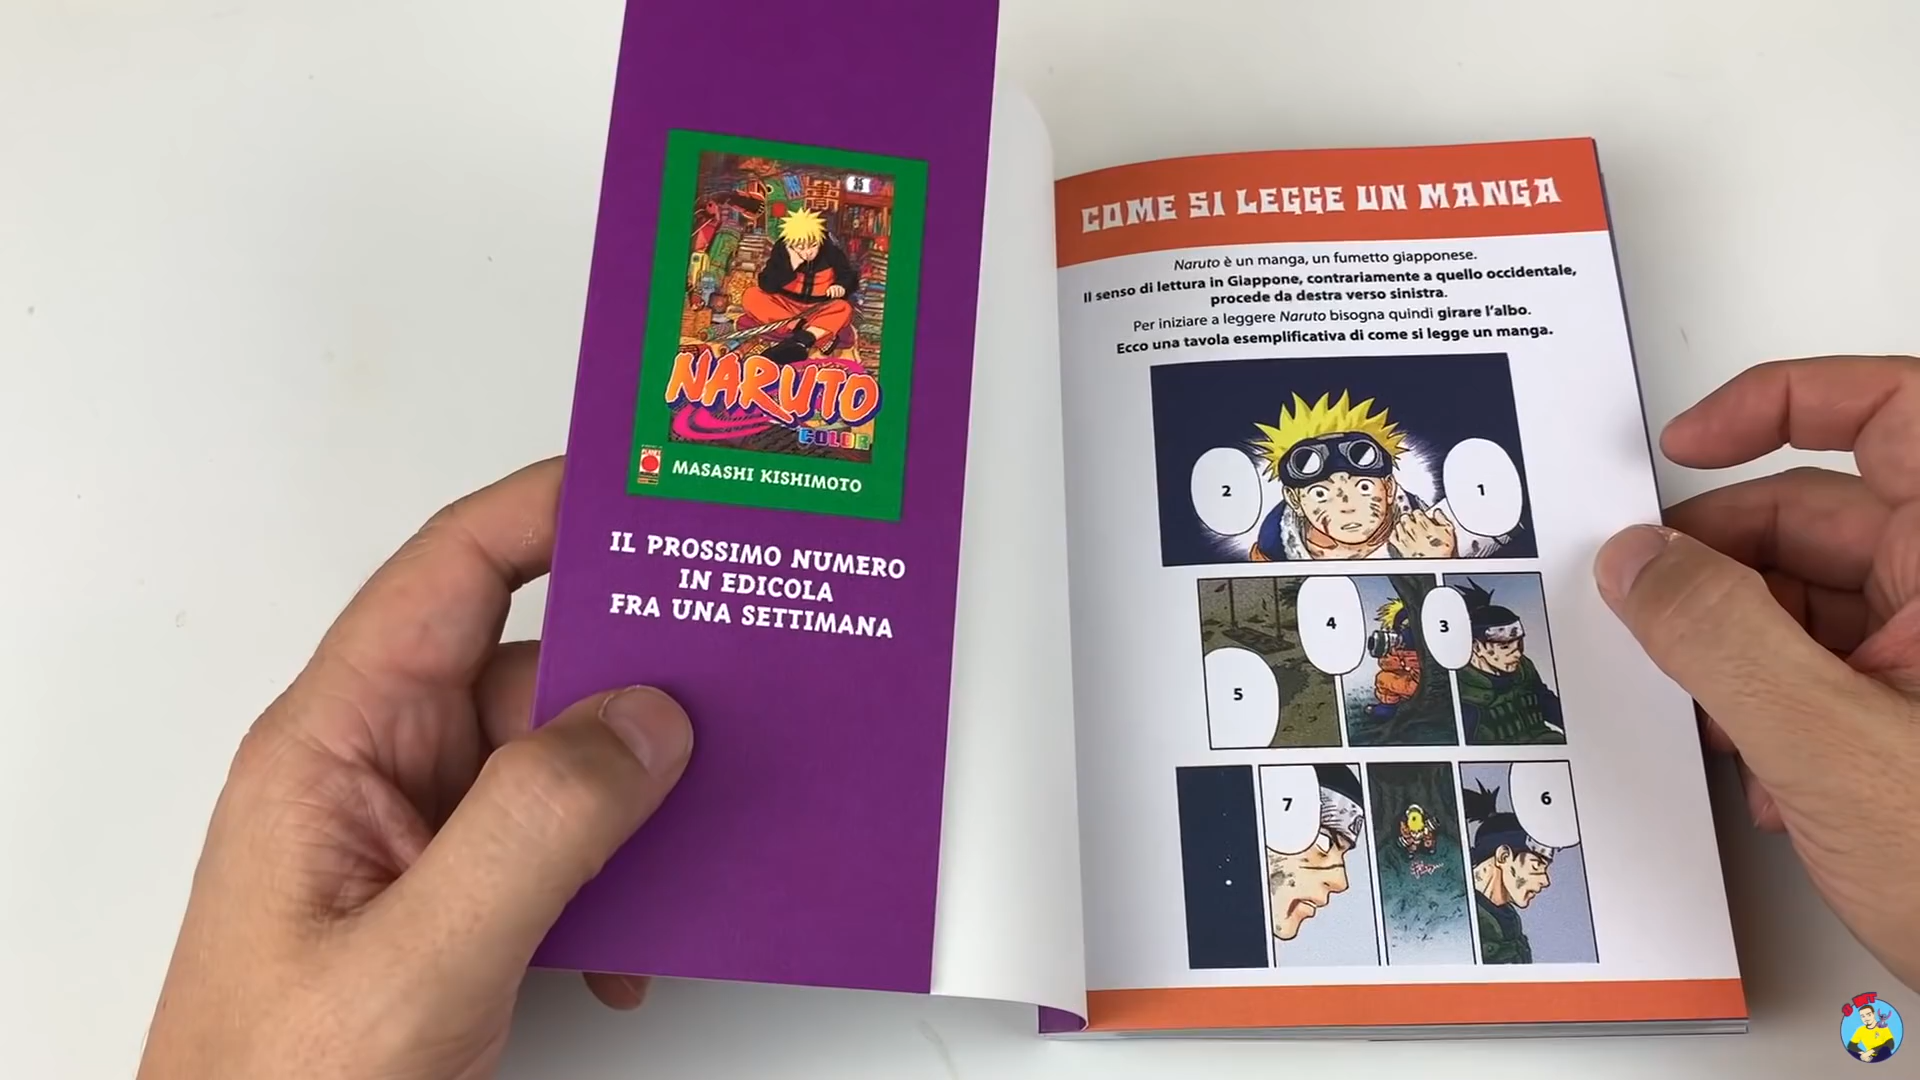 35
NARUTO
COLOR
MASASHI KISHIMOTO
IL PROSSIMO NUMERO
IN EDICOLA
FRA UNA SETTIMANA
COME SI LEGGE UN MANGA
Naruto è un manga, un fumetto giapponese.
Il senso di lettura in Giappone, contrariamente a quello occidentale,
procede da destra verso sinistra.
Per iniziare a leggere Naruto bisogna quindi girare l'albo.
Ecco una tavola esemplificativa di come si legge un manga.
2
1
4
3
5
7
6